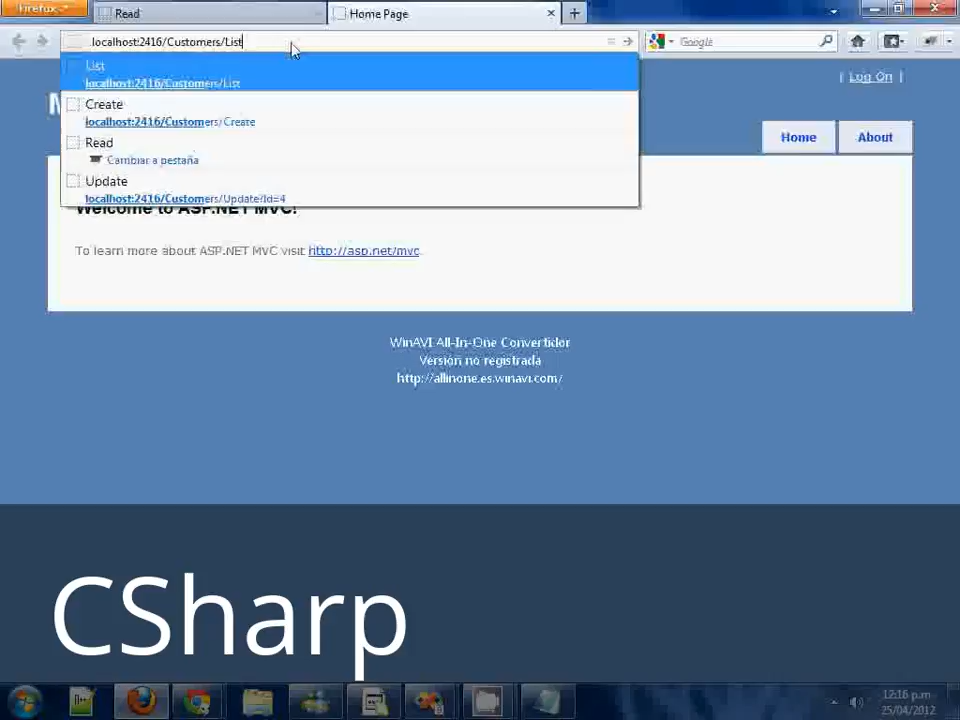 Firefox
Read
Home Page
localhost:2416/Customers/List
Google
List
localhost:2416/Customers/List
Create
localhost:2416/Customers/Create
Read
Cambiar a pestaña
Update
localhost:2416/Customers/Update?Id=4
Log On
Home
About
Welcome to ASP.NET MVC!
To learn more about ASP.NET MVC visit http://asp.net/mvc.
WinAVI All-In-One Convertidor
Versión no registrada
http://allinone.es.winavi.com/
CSharp
12:16 p.m.
25/04/2012